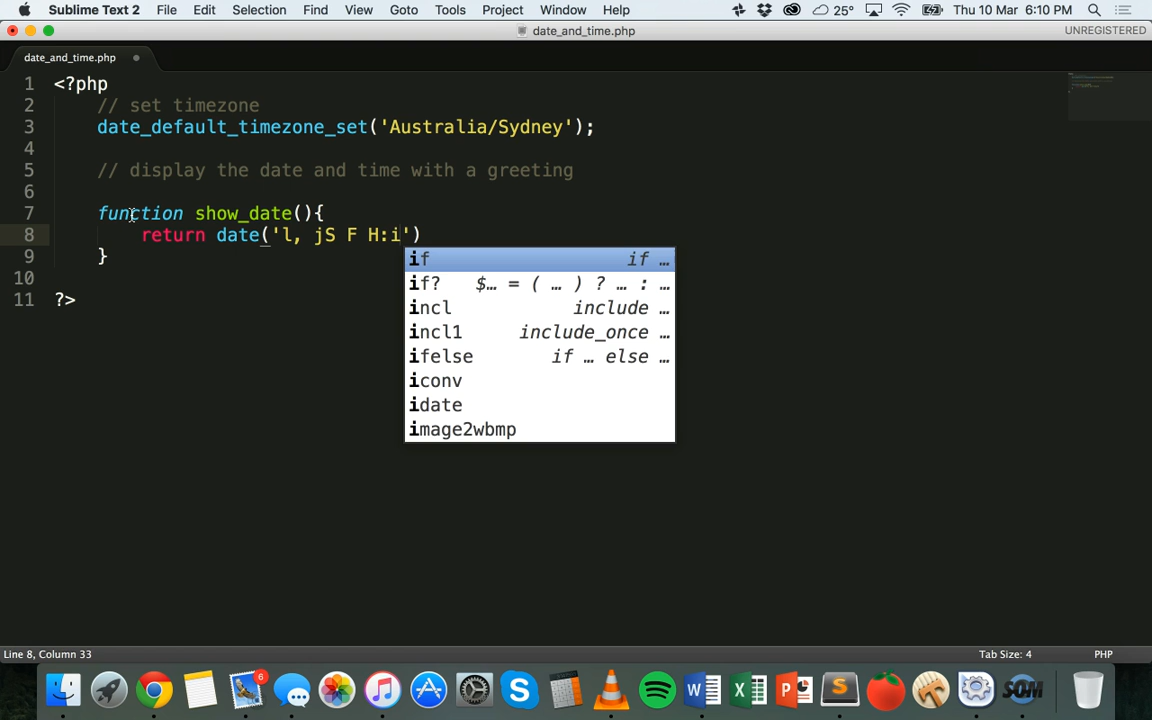 Sublime Text 2 File Edit Selection Find View Goto Tools Project Window Help 25° Thu 10 Mar 6:10 PM
date_and_time.php UNREGISTERED
date_and_time.php
1 <?php
2 // set timezone
3 date_default_timezone_set('Australia/Sydney');
4
5 // display the date and time with a greeting
6
7 function show_date(){
8 return date('l, jS F H:i')
9 }
10
11 ?>
if if …
if? $… = ( … ) ? … : …
incl include …
incl1 include_once …
ifelse if … else …
iconv
idate
image2wbmp
Line 8, Column 33 Tab Size: 4 PHP
6
S
W
X
P
S
SOM